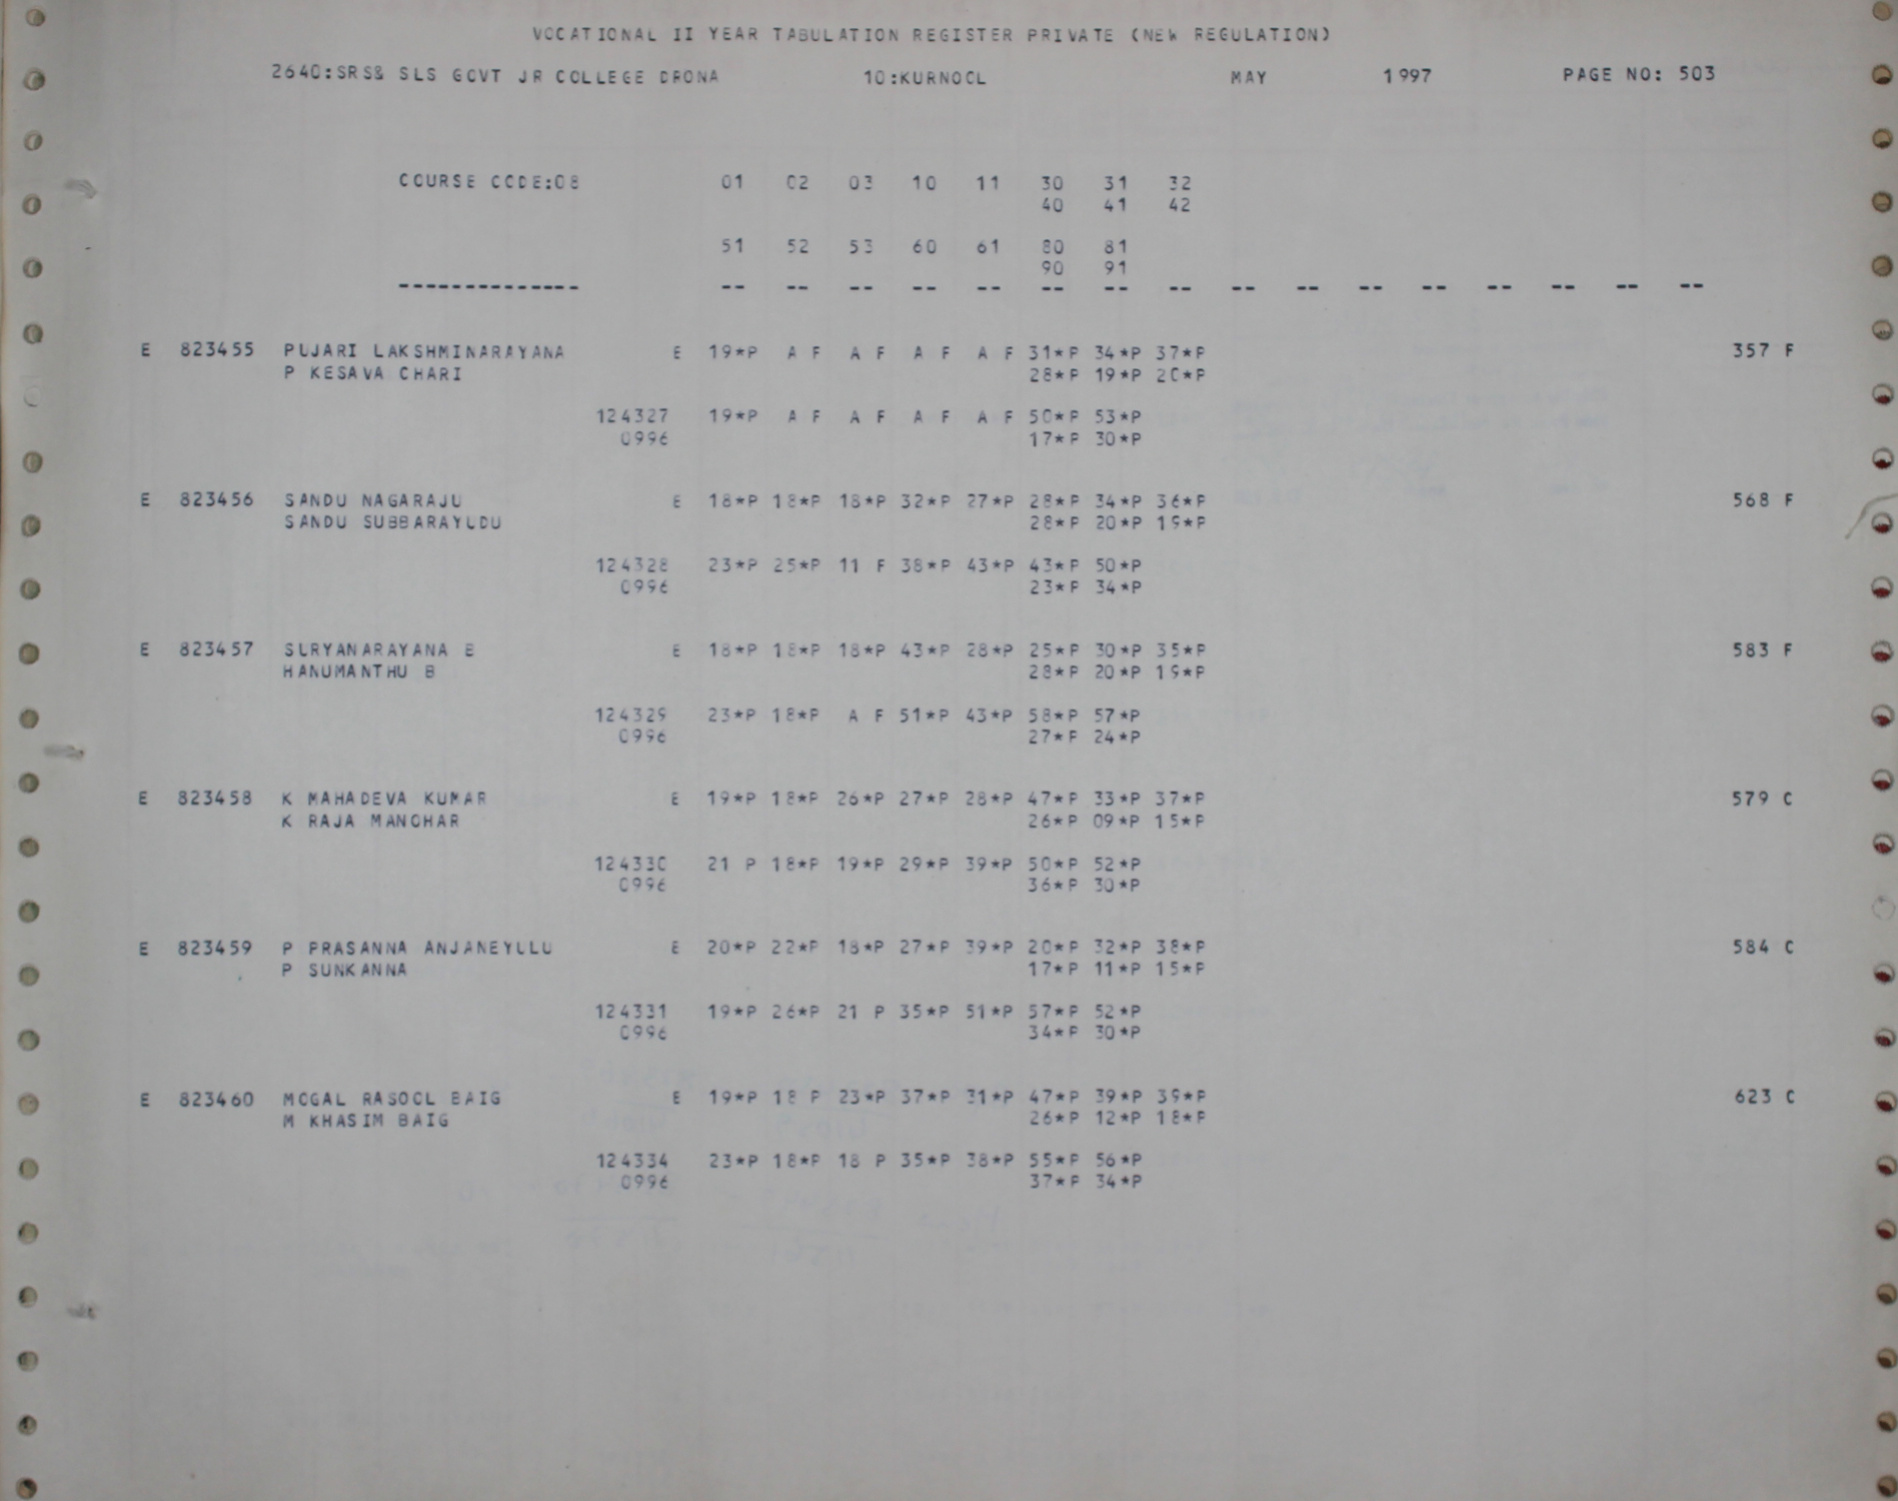 VOCATIONAL II YEAR TABULATION REGISTER PRIVATE (NEW REGULATION)
2640:SRS& SLS GOVT JR COLLEGE DRONA 10:KURNOOL MAY 1997 PAGE NO: 503
COURSE CODE:08 01 02 03 10 11 30 31 32
40 41 42
51 52 53 60 61 80 81
90 91
-------------- -- -- -- -- -- -- -- -- -- -- -- -- -- -- -- --
E 823455 PUJARI LAKSHMINARAYANA E 19*P A F A F A F A F 31*P 34*P 37*P 357 F
P KESAVA CHARI 28*P 19*P 20*P
124327 19*P A F A F A F A F 50*P 53*P
0996 17*P 30*P
E 823456 SANDU NAGARAJU E 18*P 18*P 18*P 32*P 27*P 28*P 34*P 36*P 568 F
SANDU SUBBARAYUDU 28*P 20*P 19*P
124328 23*P 25*P 11 F 38*P 43*P 43*P 50*P
0996 23*P 34*P
E 823457 SURYANARAYANA B E 18*P 18*P 18*P 43*P 28*P 25*P 30*P 35*P 583 F
HANUMANTHU B 28*P 20*P 19*P
124329 23*P 18*P A F 51*P 43*P 58*P 57*P
0996 27*P 24*P
E 823458 K MAHADEVA KUMAR E 19*P 18*P 26*P 27*P 28*P 47*P 33*P 37*P 579 C
K RAJA MANOHAR 26*P 09*P 15*P
124330 21 P 18*P 19*P 29*P 39*P 50*P 52*P
0996 36*P 30*P
E 823459 P PRASANNA ANJANEYULU E 20*P 22*P 18*P 27*P 39*P 20*P 32*P 38*P 584 C
P SUNKANNA 17*P 11*P 15*P
124331 19*P 26*P 21 P 35*P 51*P 57*P 52*P
0996 34*P 30*P
E 823460 MOGAL RASOOL BAIG E 19*P 18 P 23*P 37*P 31*P 47*P 39*P 39*P 623 C
M KHASIM BAIG 26*P 12*P 18*P
124334 23*P 18*P 18 P 35*P 38*P 55*P 56*P
0996 37*P 34*P